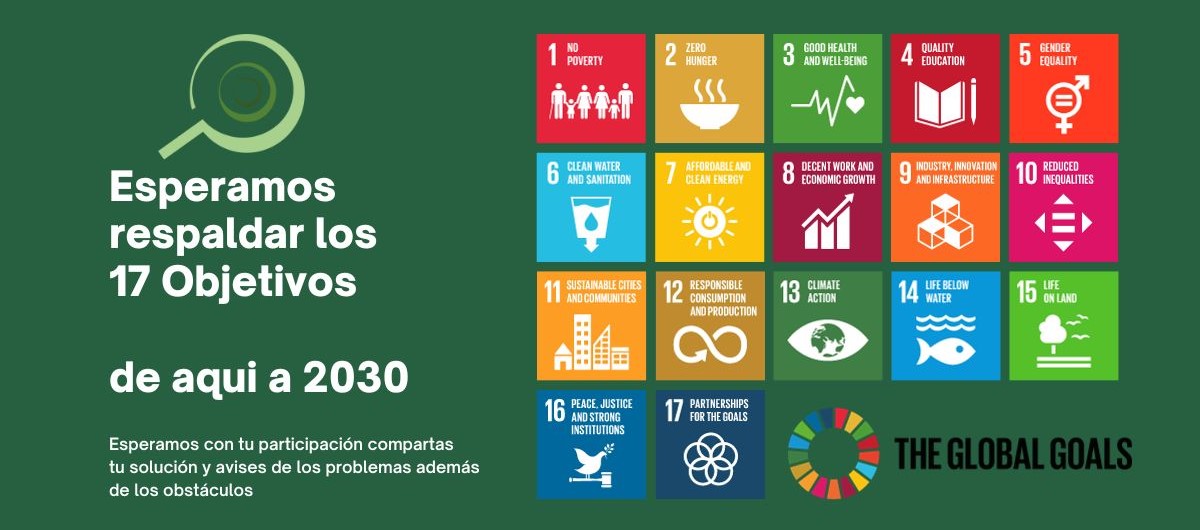 Esperamos
respaldar los
17 Objetivos
de aqui a 2030
Esperamos con tu participación compartas
tu solución y avises de los problemas además
de los obstáculos
1 NO
POVERTY
2 ZERO
HUNGER
3 GOOD HEALTH
AND WELL-BEING
4 QUALITY
EDUCATION
5 GENDER
EQUALITY
6 CLEAN WATER
AND SANITATION
7 AFFORDABLE AND
CLEAN ENERGY
8 DECENT WORK AND
ECONOMIC GROWTH
9 INDUSTRY, INNOVATION
AND INFRASTRUCTURE
10 REDUCED
INEQUALITIES
11 SUSTAINABLE CITIES
AND COMMUNITIES
12 RESPONSIBLE
CONSUMPTION
AND PRODUCTION
13 CLIMATE
ACTION
14 LIFE BELOW
WATER
15 LIFE
ON LAND
16 PEACE, JUSTICE
AND STRONG
INSTITUTIONS
17 PARTNERSHIPS
FOR THE GOALS
THE GLOBAL GOALS